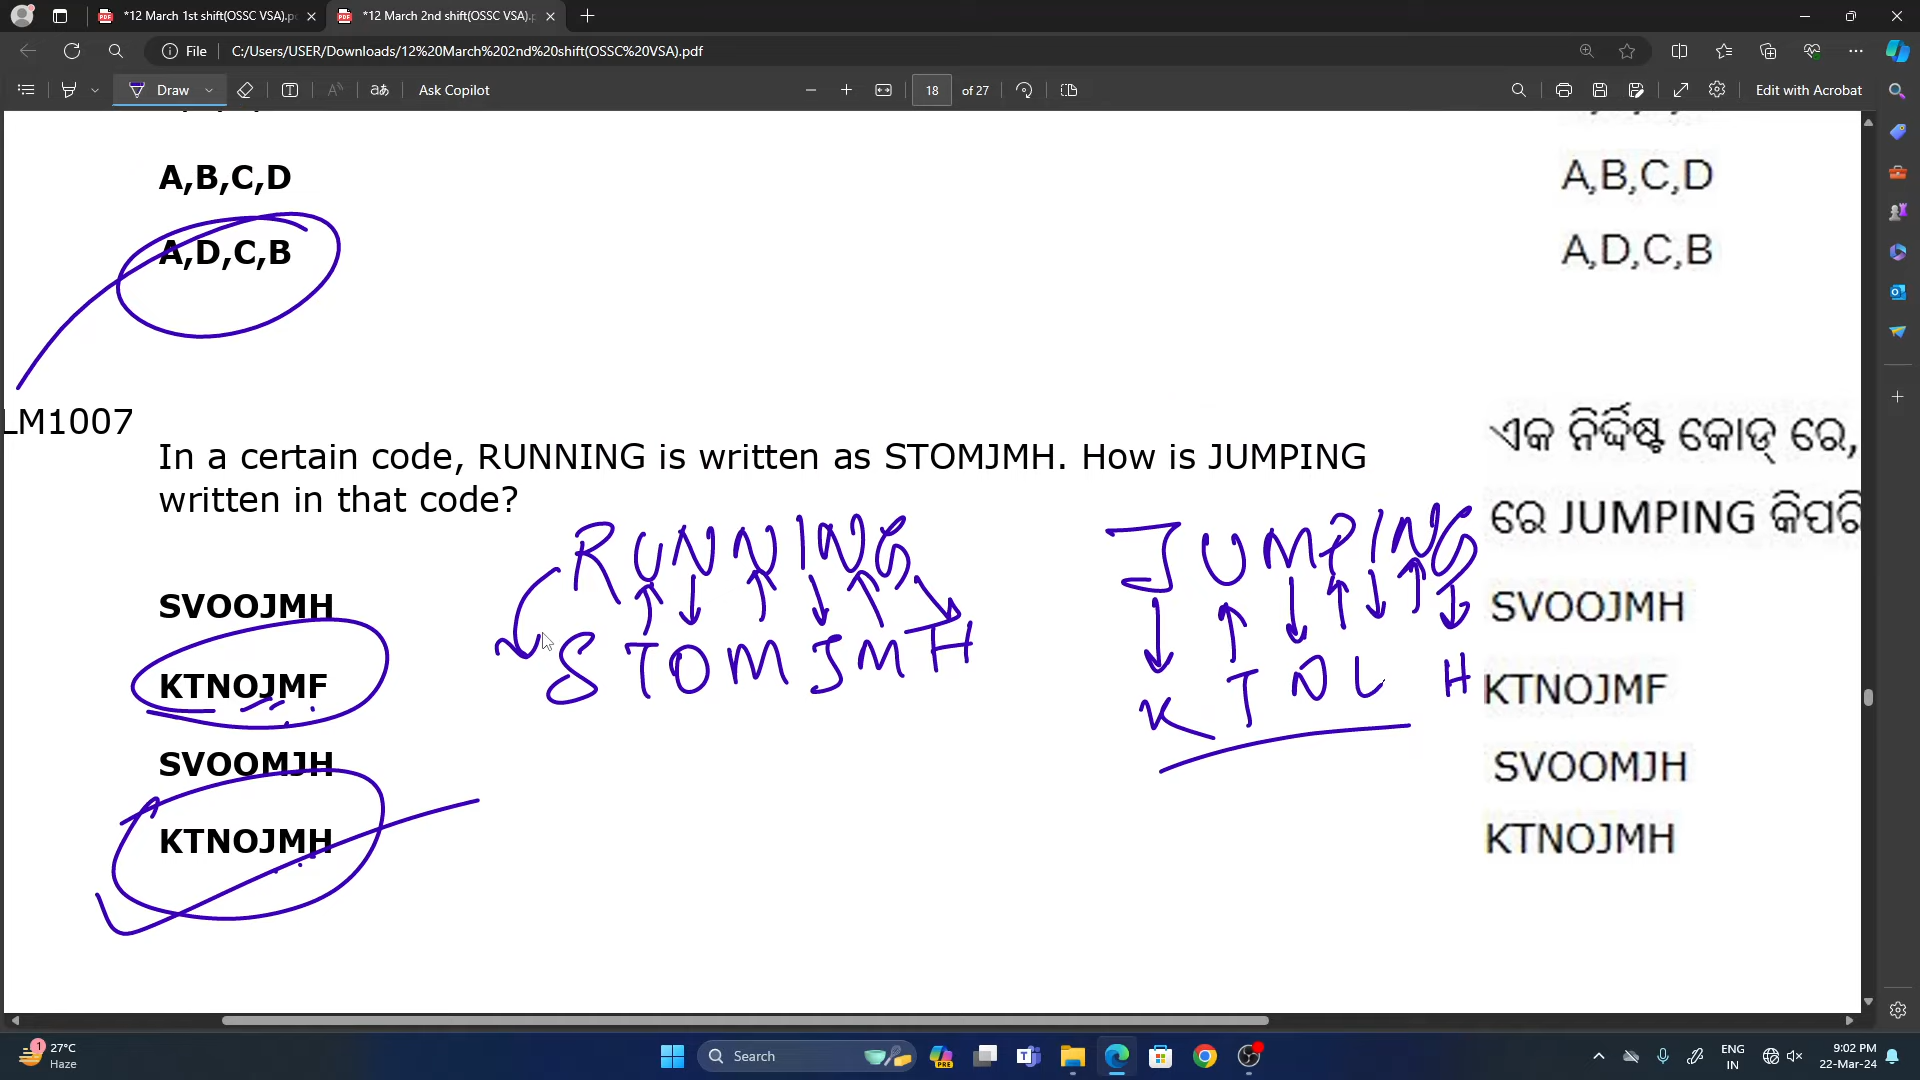 *12 March 1st shift(OSSC VSA).p
*12 March 2nd shift(OSSC VSA).p
File
C:/Users/USER/Downloads/12%20March%202nd%20shift(OSSC%20VSA).pdf
Draw
Ask Copilot
18 of 27
Edit with Acrobat
A,B,C,D
A,B,C,D
A,D,C,B
A,D,C,B
LM1007
In a certain code, RUNNING is written as STOMJMH. How is JUMPING
written in that code?
ଏକ ନିର୍ଦ୍ଦିଷ୍ଟ କୋଡ୍ ରେ,
ରେ JUMPING କିପରି
RUNNING
JUMPING
STOMJMH
KTNL H
SVOOJMH
SVOOJMH
KTNOJMF
KTNOJMF
SVOOMJH
SVOOMJH
KTNOJMH
KTNOJMH
1
27°C
Haze
Search
PRE
ENG
IN
9:02 PM
22-Mar-24